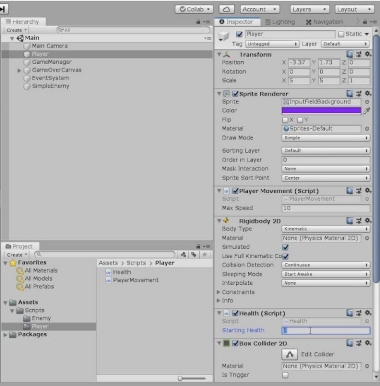 Collab
Account
Layers
Layout
Hierarchy
Create
All
Main
Main Camera
Player
GameManager
GameOverCanvas
EventSystem
SimpleEnemy
Project
Create
Favorites
All Materials
All Models
All Prefabs
Assets
Scripts
Enemy
Player
Packages
Assets > Scripts > Player
Health
PlayerMovement
Inspector
Lighting
Navigation
Player
Static
Tag Untagged Layer Default
Transform
Position X -3.37 Y 1.73 Z 0
Rotation X 0 Y 0 Z 0
Scale X 5 Y 5 Z 1
Sprite Renderer
Sprite InputFieldBackground
Color
Flip X Y
Material Sprites-Default
Draw Mode Simple
Sorting Layer Default
Order in Layer 0
Mask Interaction None
Sprite Sort Point Center
Player Movement (Script)
Script PlayerMovement
Max Speed 10
Rigidbody 2D
Body Type Kinematic
Material None (Physics Material 2D)
Simulated
Use Full Kinematic Co
Collision Detection Continuous
Sleeping Mode Start Awake
Interpolate None
Constraints
Info
Health (Script)
Script Health
Starting Health
Box Collider 2D
Edit Collider
Material None (Physics Material 2D)
Is Trigger